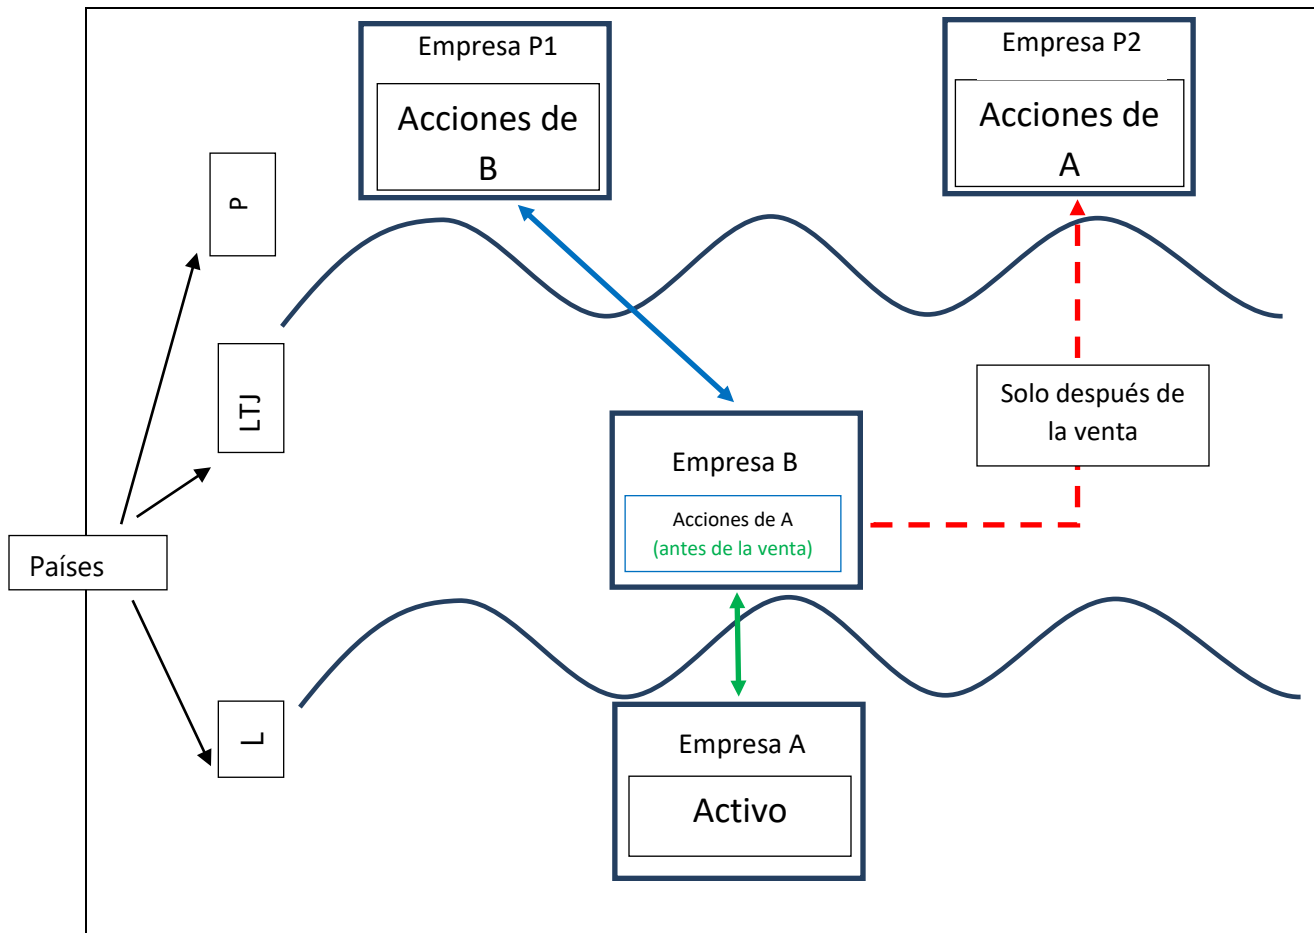 Empresa P1
Acciones de
B
Empresa P2
Acciones de
A
P
LTJ
Solo después de
la venta
Empresa B
Acciones de A
(antes de la venta)
Países
L
Empresa A
Activo